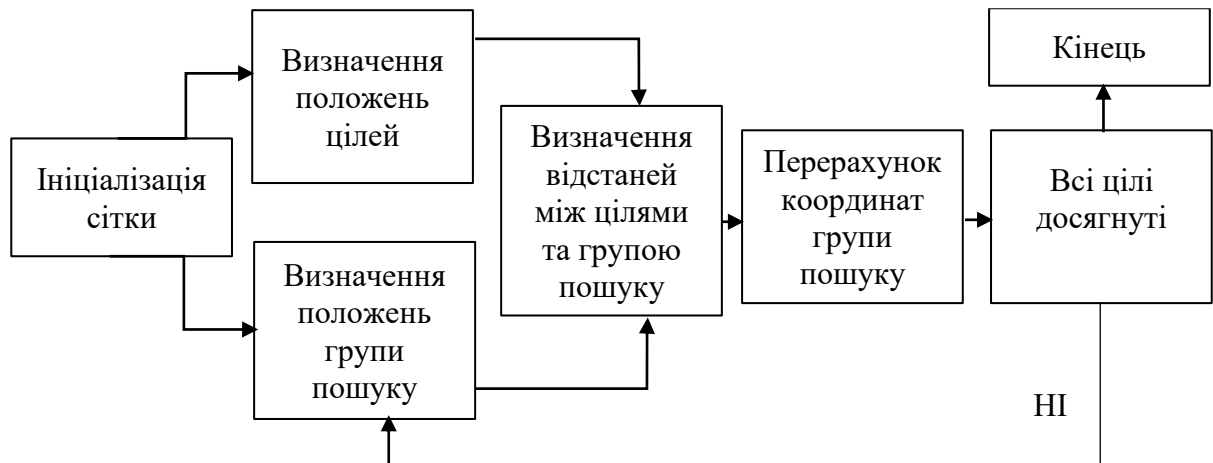 Ініціалізація
сітки
Визначення
положень
цілей
Визначення
положень
групи
пошуку
Визначення
відстаней
між цілями
та групою
пошуку
Перерахунок
координат
групи
пошуку
Всі цілі
досягнуті
Кінець
НІ